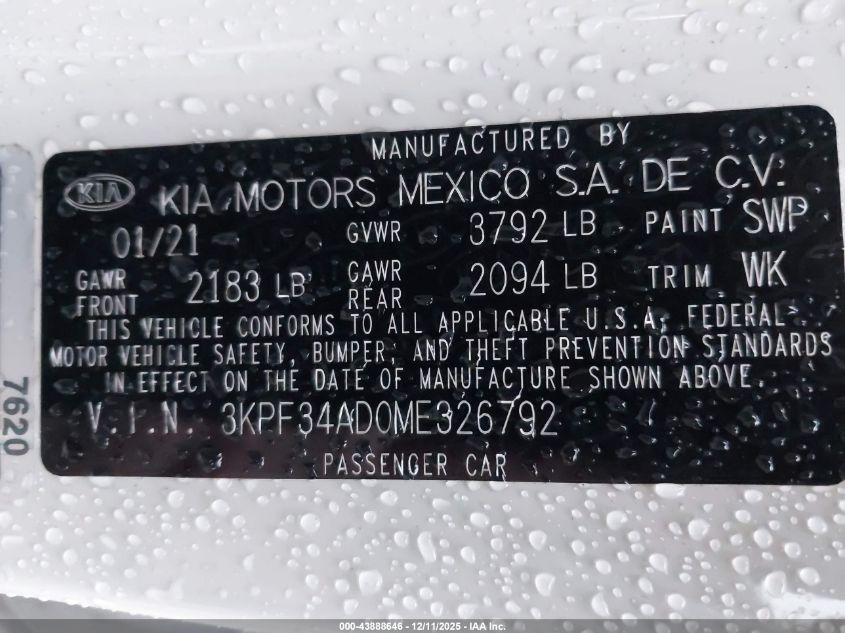 MANUFACTURED BY
KIA KIA MOTORS MEXICO S.A. DE C.V.
01/21 GVWR 3792 LB PAINT SWP
GAWR FRONT 2183 LB GAWR REAR 2094 LB TRIM WK
THIS VEHICLE CONFORMS TO ALL APPLICABLE U.S.A. FEDERAL
MOTOR VEHICLE SAFETY, BUMPER, AND THEFT PREVENTION STANDARDS
IN EFFECT ON THE DATE OF MANUFACTURE SHOWN ABOVE.
V.I.N. 3KPF34AD0ME326792
PASSENGER CAR
7620
000-43888646 - 12/11/2025 - IAA Inc.